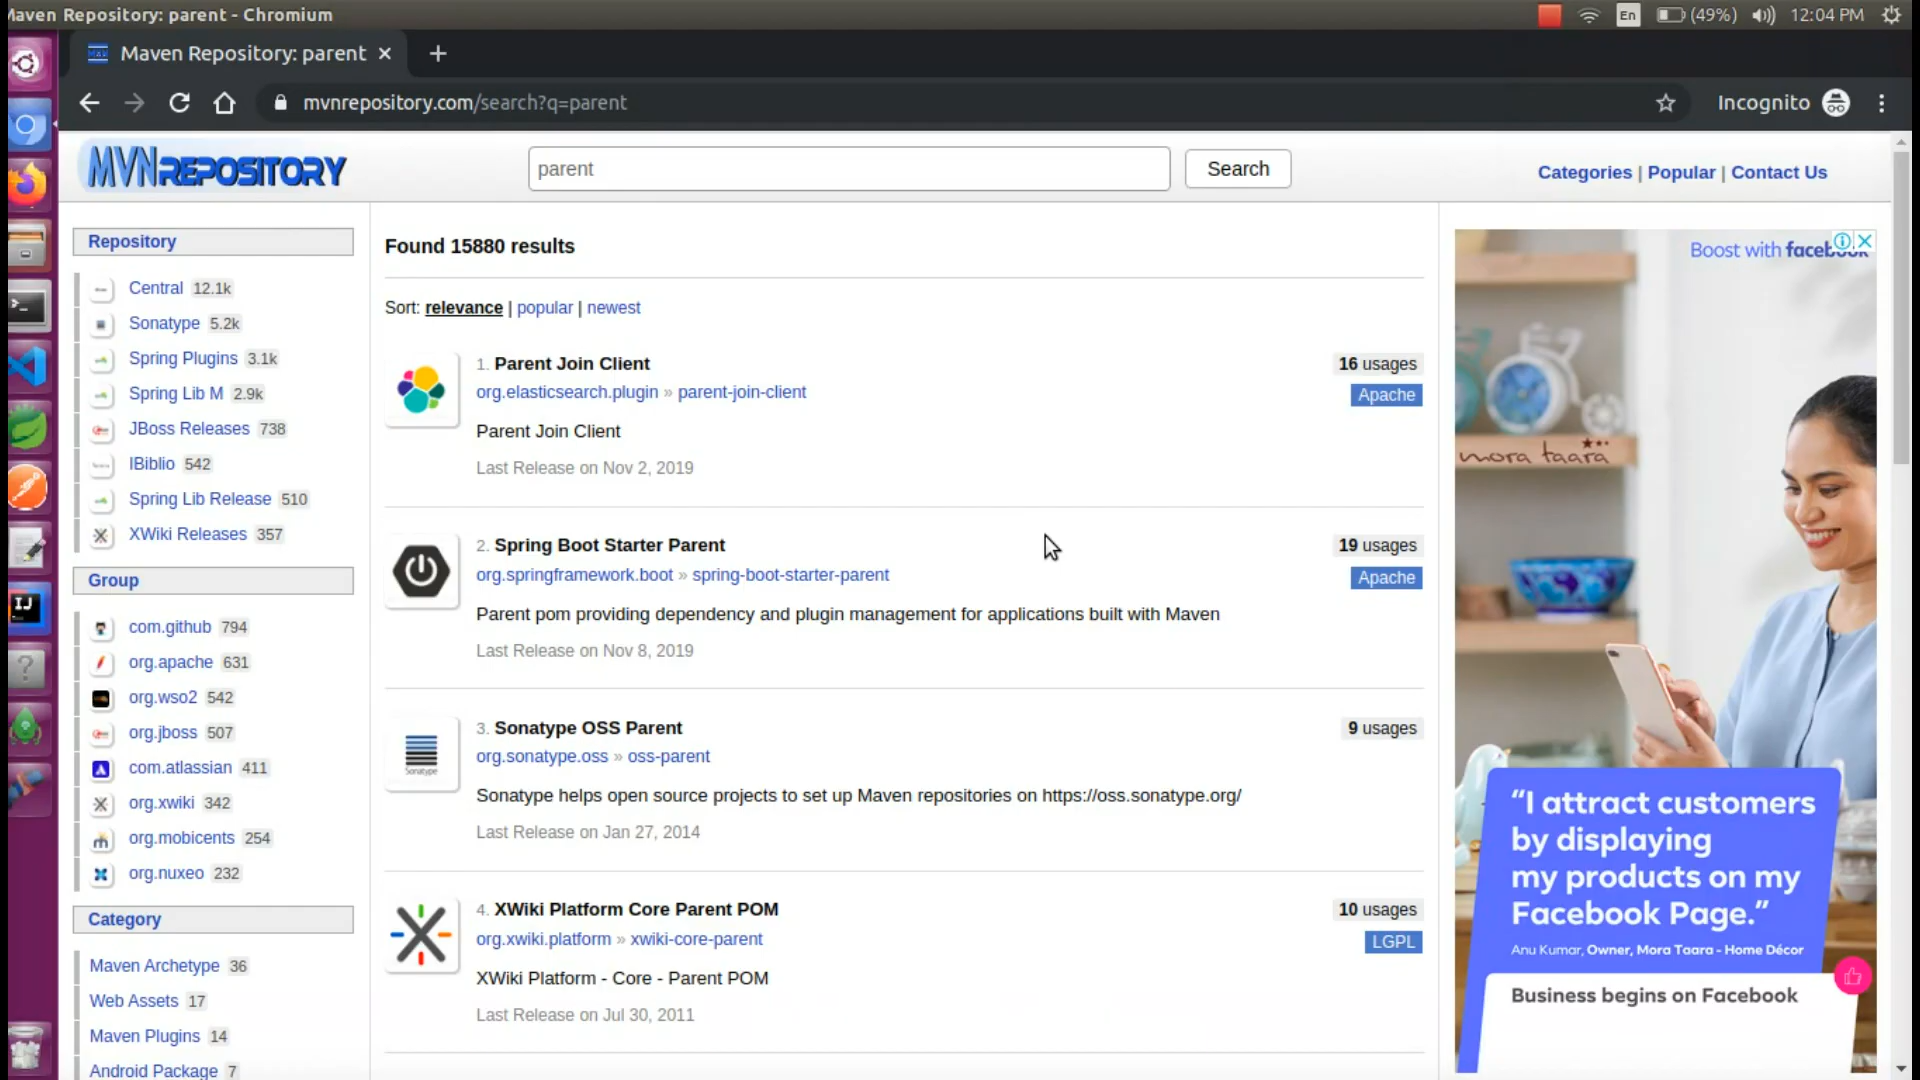 Maven Repository: parent - Chromium
En
(49%)
12:04 PM
Maven Repository: parent
mvnrepository.com/search?q=parent
Incognito
MVNREPOSITORY
parent
Search
Categories | Popular | Contact Us
Repository
Central 12.1k
Sonatype 5.2k
Spring Plugins 3.1k
Spring Lib M 2.9k
JBoss Releases 738
IBiblio 542
Spring Lib Release 510
XWiki Releases 357
Group
com.github 794
org.apache 631
org.wso2 542
org.jboss 507
com.atlassian 411
org.xwiki 342
org.mobicents 254
org.nuxeo 232
Category
Maven Archetype 36
Web Assets 17
Maven Plugins 14
Android Package 7
Found 15880 results
Sort: relevance | popular | newest
1. Parent Join Client
16 usages
org.elasticsearch.plugin » parent-join-client
Apache
Parent Join Client
Last Release on Nov 2, 2019
2. Spring Boot Starter Parent
19 usages
org.springframework.boot » spring-boot-starter-parent
Apache
Parent pom providing dependency and plugin management for applications built with Maven
Last Release on Nov 8, 2019
3. Sonatype OSS Parent
9 usages
org.sonatype.oss » oss-parent
Sonatype
Sonatype helps open source projects to set up Maven repositories on https://oss.sonatype.org/
Last Release on Jan 27, 2014
4. XWiki Platform Core Parent POM
10 usages
org.xwiki.platform » xwiki-core-parent
LGPL
XWiki Platform - Core - Parent POM
Last Release on Jul 30, 2011
Boost with facebook
mora taara
“I attract customers
by displaying
my products on my
Facebook Page.”
Anu Kumar, Owner, Mora Taara - Home Décor
Business begins on Facebook
IJ